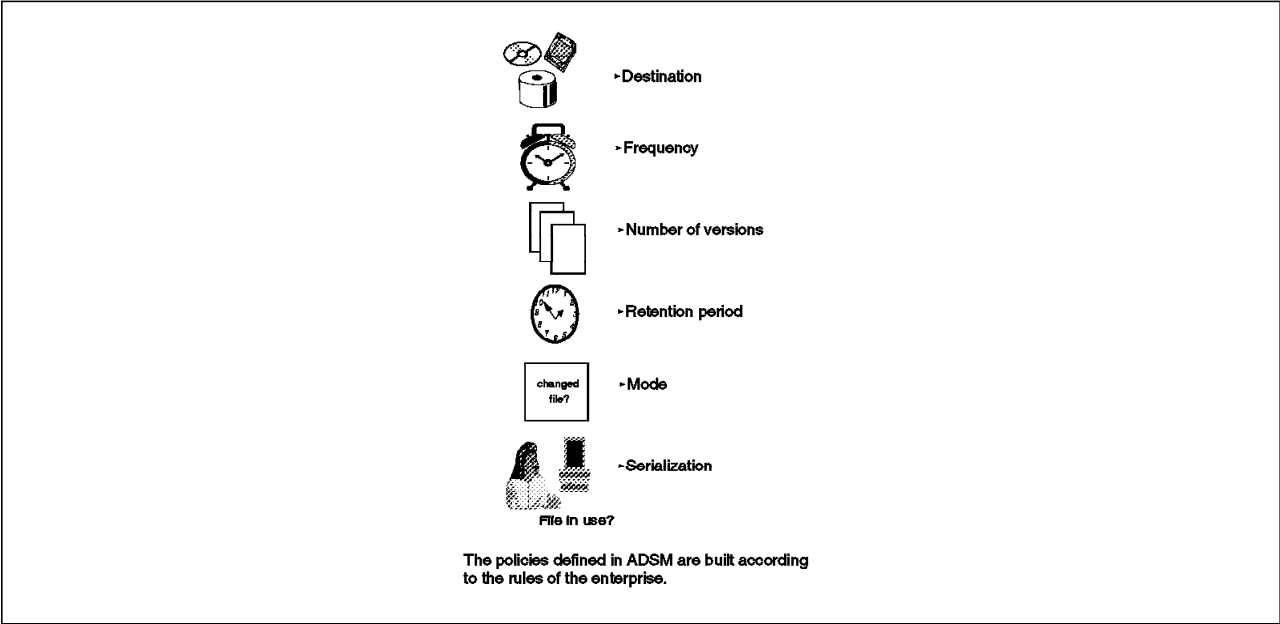 Destination
Frequency
Number of versions
Retention period
changed
file?
Mode
Serialization
File in use?
The policies defined in ADSM are built according
to the rules of the enterprise.